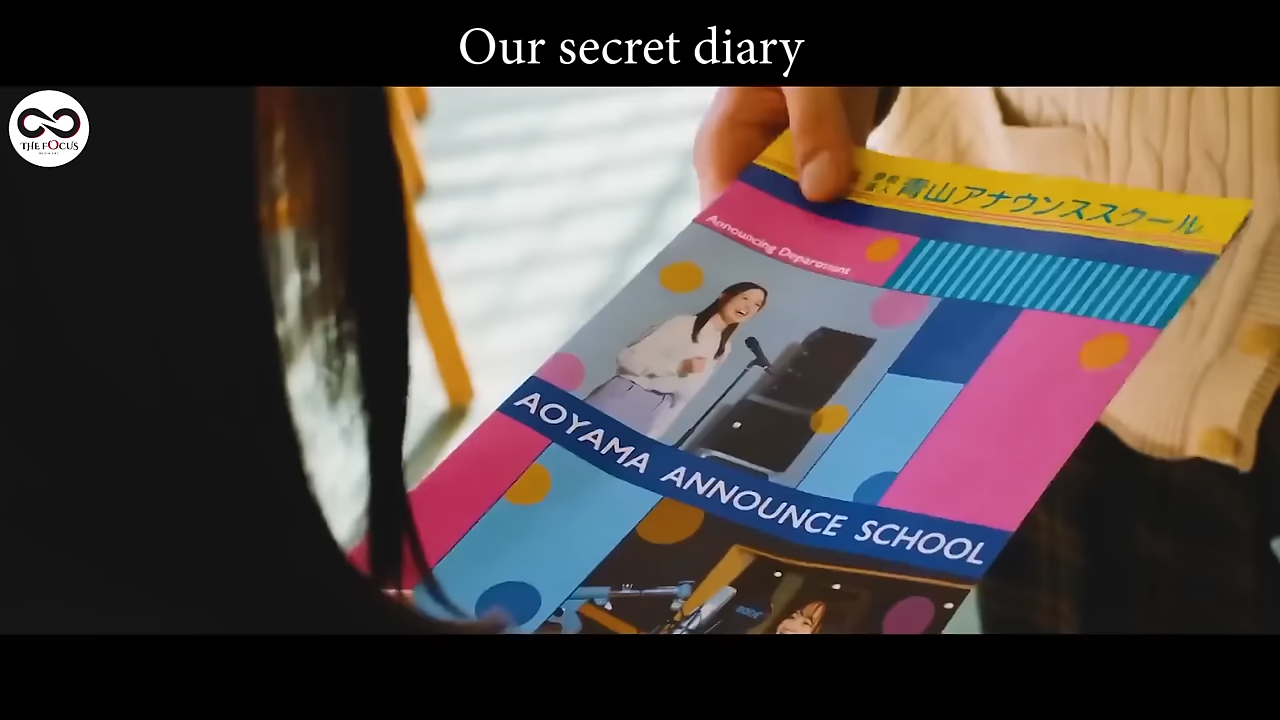 Our secret diary
THE FOCUS
青山アナウンススクール
Announcing Department
AOYAMA ANNOUNCE SCHOOL
RODE